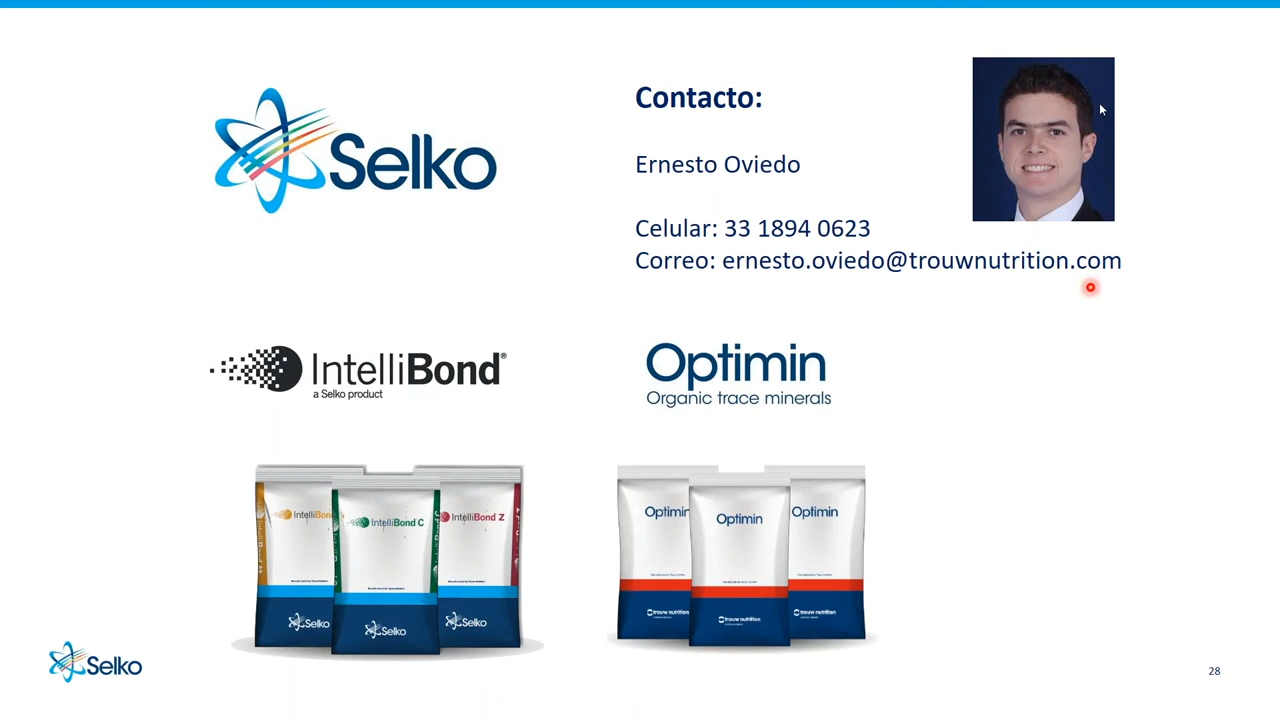 Selko
Contacto:
Ernesto Oviedo
Celular: 33 1894 0623
Correo: ernesto.oviedo@trouwnutrition.com
IntelliBond®
a Selko product
Optimin
Organic trace minerals
IntelliBond
IntelliBond C
IntelliBond Z
Selko
Selko
Selko
Optimin
Optimin
Optimin
trouw nutrition
trouw nutrition
trouw nutrition
Selko
28